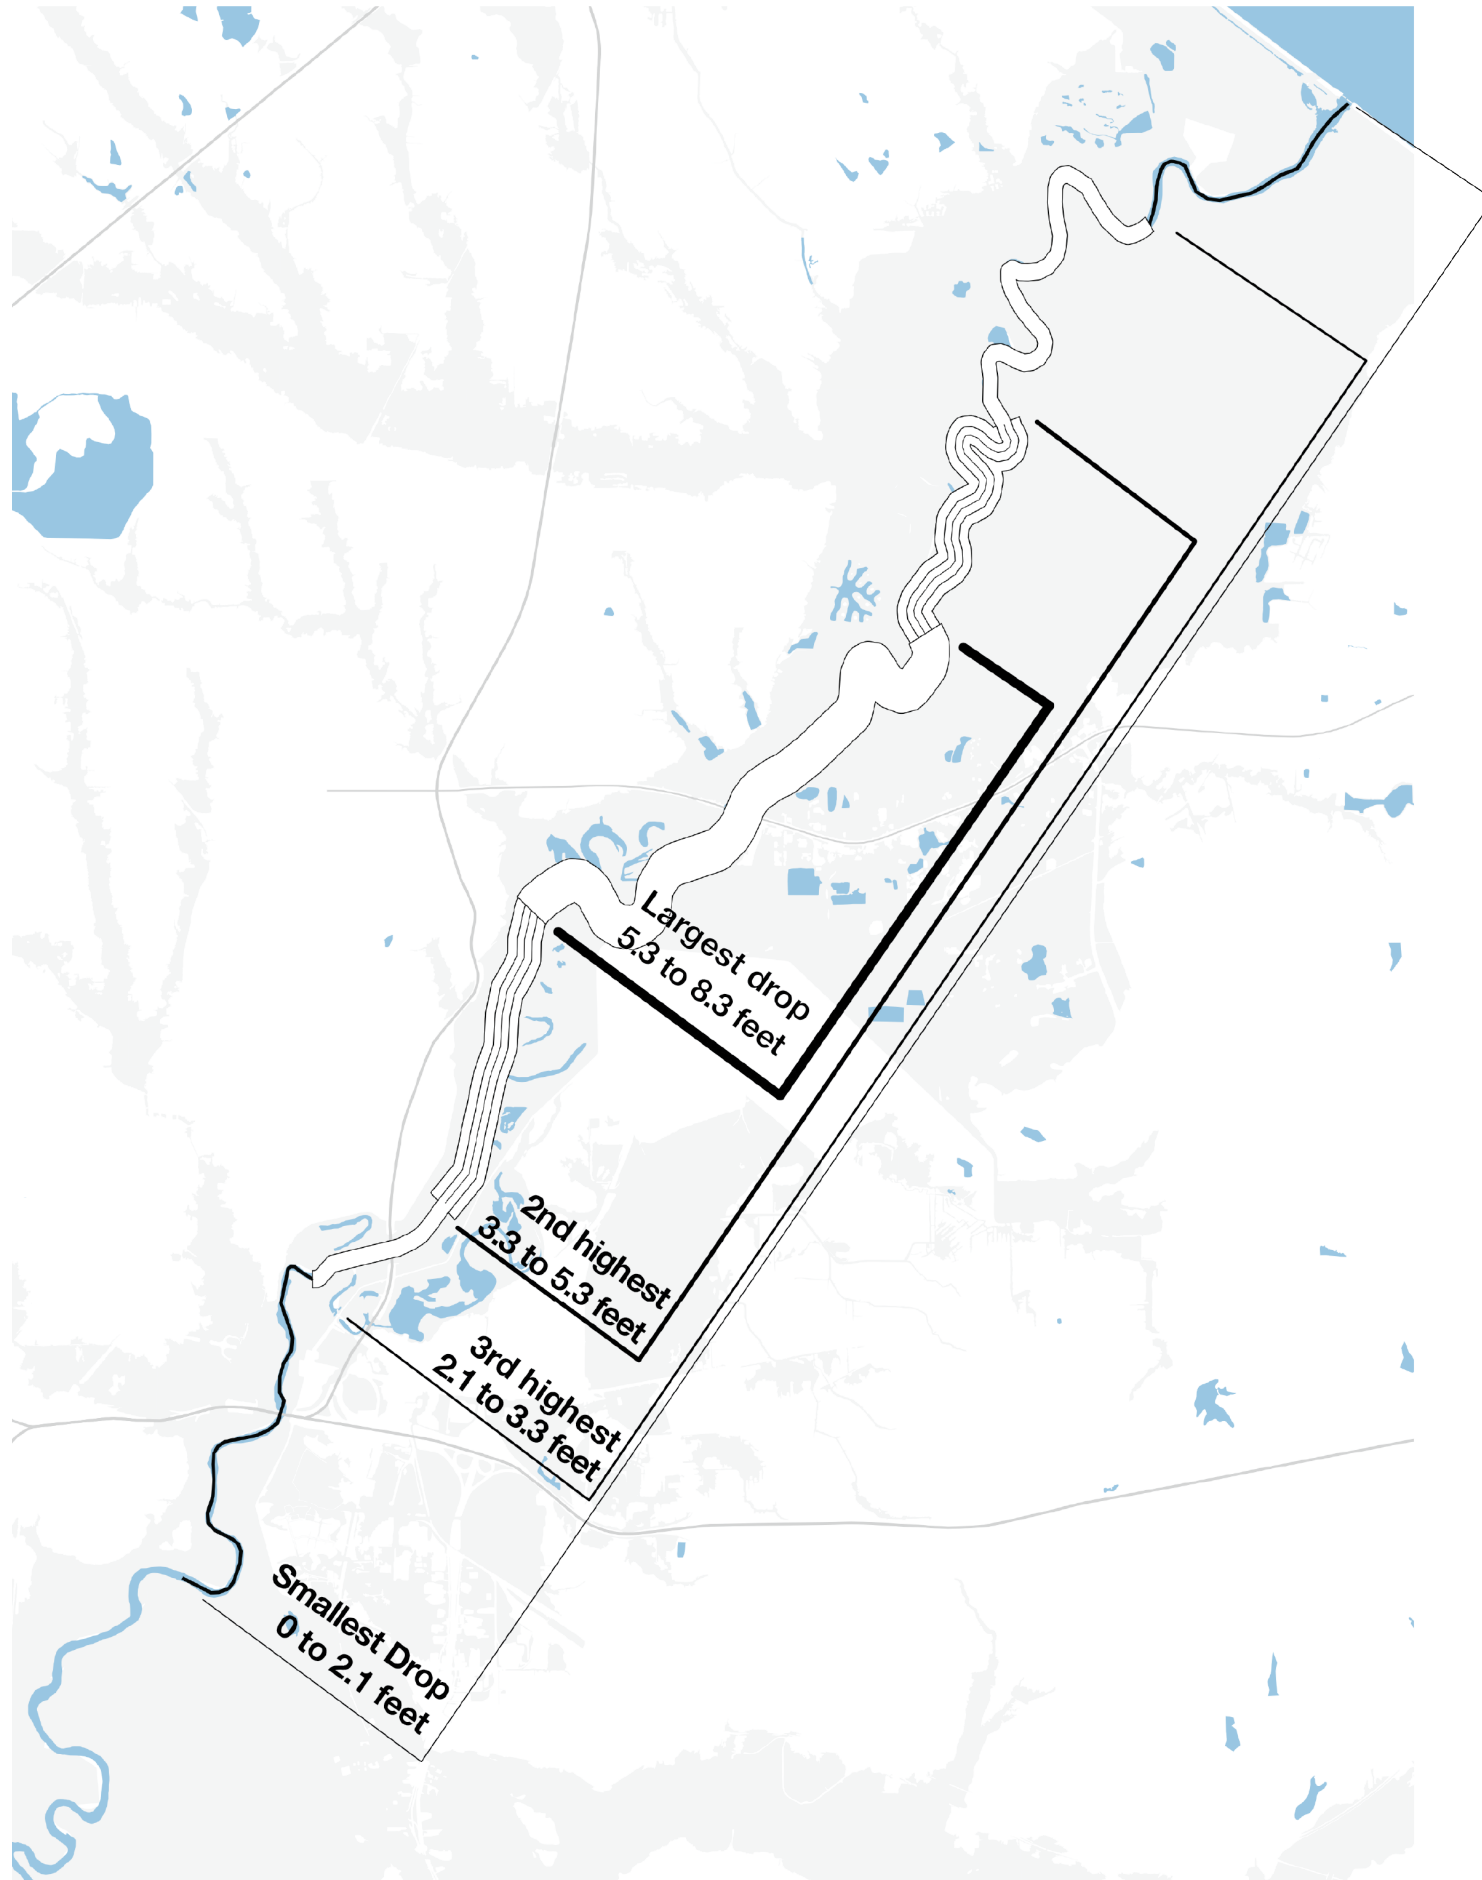 Largest drop
5.3 to 8.3 feet
2nd highest
3.3 to 5.3 feet
3rd highest
2.1 to 3.3 feet
Smallest Drop
0 to 2.1 feet